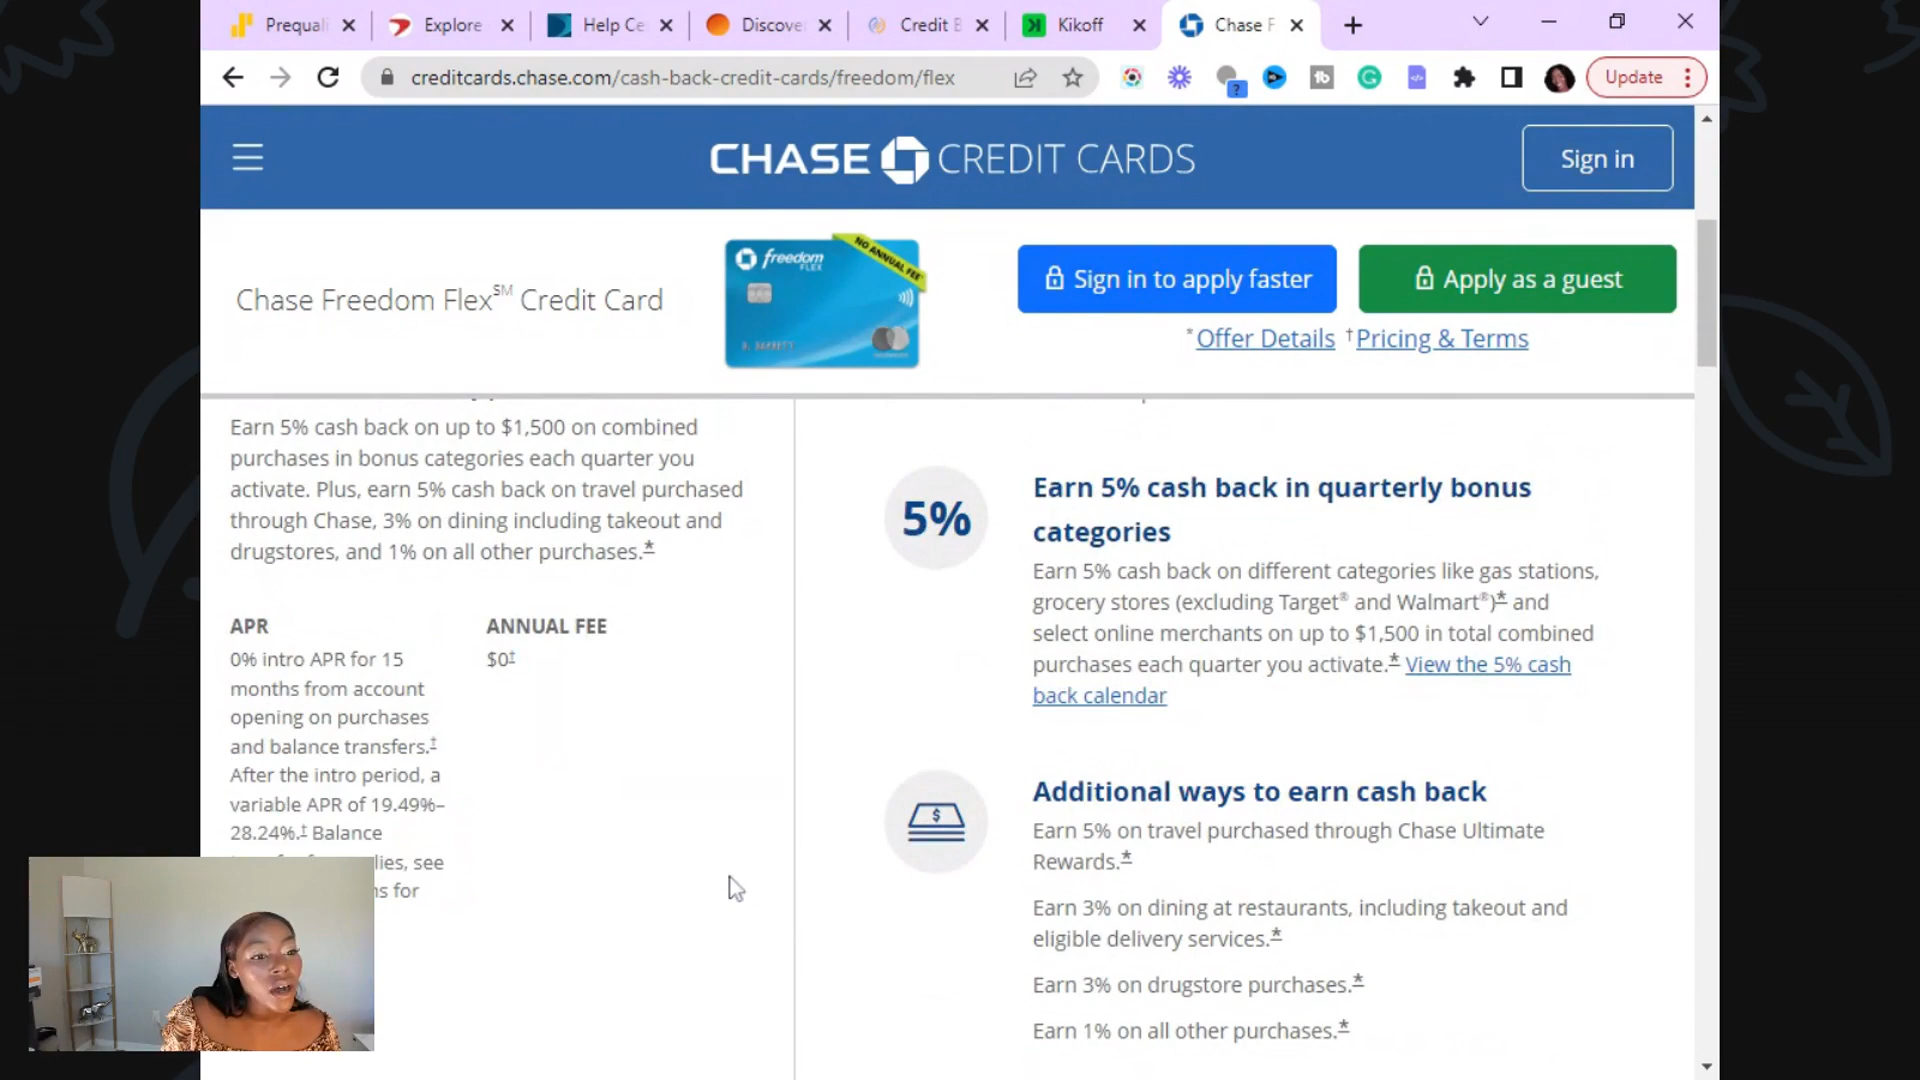 Prequali
Explore
Help Ce
Discove
Credit B
Kikoff
Chase F
creditcards.chase.com/cash-back-credit-cards/freedom/flex
Update
CHASE CREDIT CARDS
Sign in
Chase Freedom Flex℠ Credit Card
freedom
FLEX
NO ANNUAL FEE
Sign in to apply faster
Apply as a guest
*Offer Details †Pricing & Terms
Earn 5% cash back on up to $1,500 on combined
purchases in bonus categories each quarter you
activate. Plus, earn 5% cash back on travel purchased
through Chase, 3% on dining including takeout and
drugstores, and 1% on all other purchases.*
APR
0% intro APR for 15
months from account
opening on purchases
and balance transfers.†
After the intro period, a
variable APR of 19.49%–
28.24%.† Balance
lies, see
s for
ANNUAL FEE
$0†
5%
Earn 5% cash back in quarterly bonus
categories
Earn 5% cash back on different categories like gas stations,
grocery stores (excluding Target® and Walmart®)* and
select online merchants on up to $1,500 in total combined
purchases each quarter you activate.* View the 5% cash
back calendar
Additional ways to earn cash back
Earn 5% on travel purchased through Chase Ultimate
Rewards.*
Earn 3% on dining at restaurants, including takeout and
eligible delivery services.*
Earn 3% on drugstore purchases.*
Earn 1% on all other purchases.*